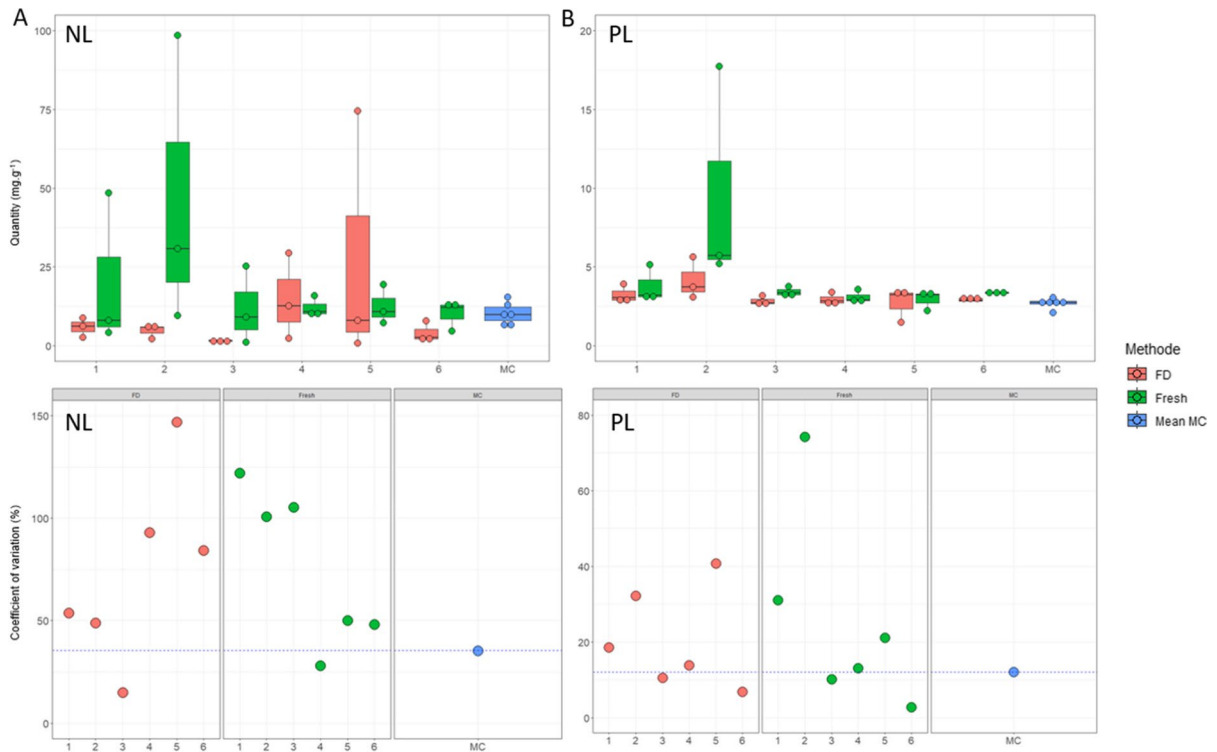 A
NL
B
PL
Quantity (mg.g⁻¹)
100
75
50
25
0
1 2 3 4 5 6 MC
20
15
10
5
0
1 2 3 4 5 6 MC
Methode
FD
Fresh
Mean MC
FD Fresh MC
NL
Coefficient of variation (%)
150
100
50
0
1 2 3 4 5 6 1 2 3 4 5 6 MC
FD Fresh MC
PL
80
60
40
20
0
1 2 3 4 5 6 1 2 3 4 5 6 MC